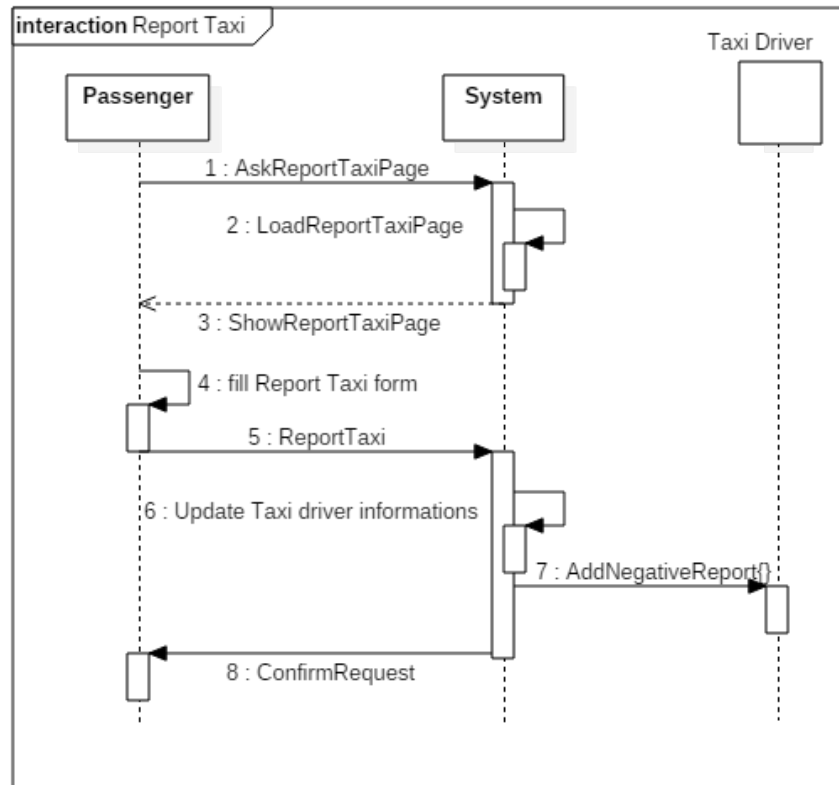 interaction Report Taxi
Taxi Driver
Passenger
System
1 : AskReportTaxiPage
2 : LoadReportTaxiPage
3 : ShowReportTaxiPage
4 : fill Report Taxi form
5 : ReportTaxi
6 : Update Taxi driver informations
7 : AddNegativeReport{}
8 : ConfirmRequest